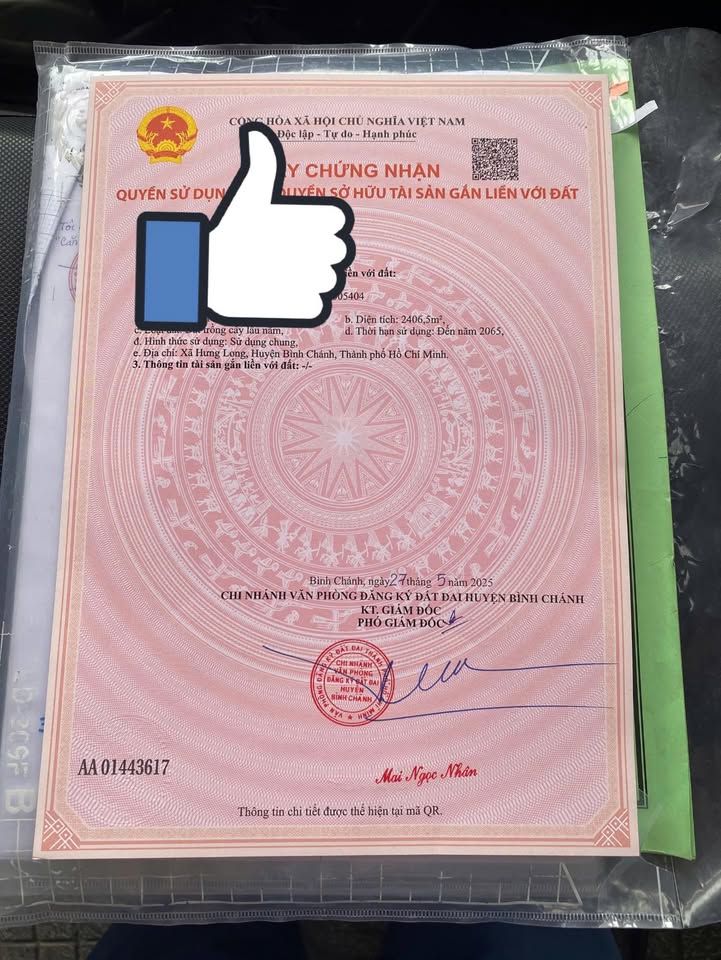 CỘNG HÒA XÃ HỘI CHỦ NGHĨA VIỆT NAM
Độc lập - Tự do - Hạnh phúc
CHỨNG NHẬN
QUYỀN SỬ DỤN QUYỀN SỞ HỮU TÀI SẢN GẮN LIỀN VỚI ĐẤT
liền với đất:
05404
b. Diện tích: 2406,5m²,
trồng cây lâu năm, d. Thời hạn sử dụng: Đến năm 2065,
đ. Hình thức sử dụng: Sử dụng chung,
e. Địa chỉ: Xã Hưng Long, Huyện Bình Chánh, Thành phố Hồ Chí Minh.
3. Thông tin tài sản gắn liền với đất: -/-
Bình Chánh, ngày 27 tháng 5 năm 2025
CHI NHÁNH VĂN PHÒNG ĐĂNG KÝ ĐẤT ĐAI HUYỆN BÌNH CHÁNH
KT. GIÁM ĐỐC
PHÓ GIÁM ĐỐC
CHI NHÁNH
VĂN PHÒNG
ĐĂNG KÝ ĐẤT ĐAI
HUYỆN
BÌNH CHÁNH
AA 01443617
Mai Ngọc Nhân
Thông tin chi tiết được thể hiện tại mã QR.